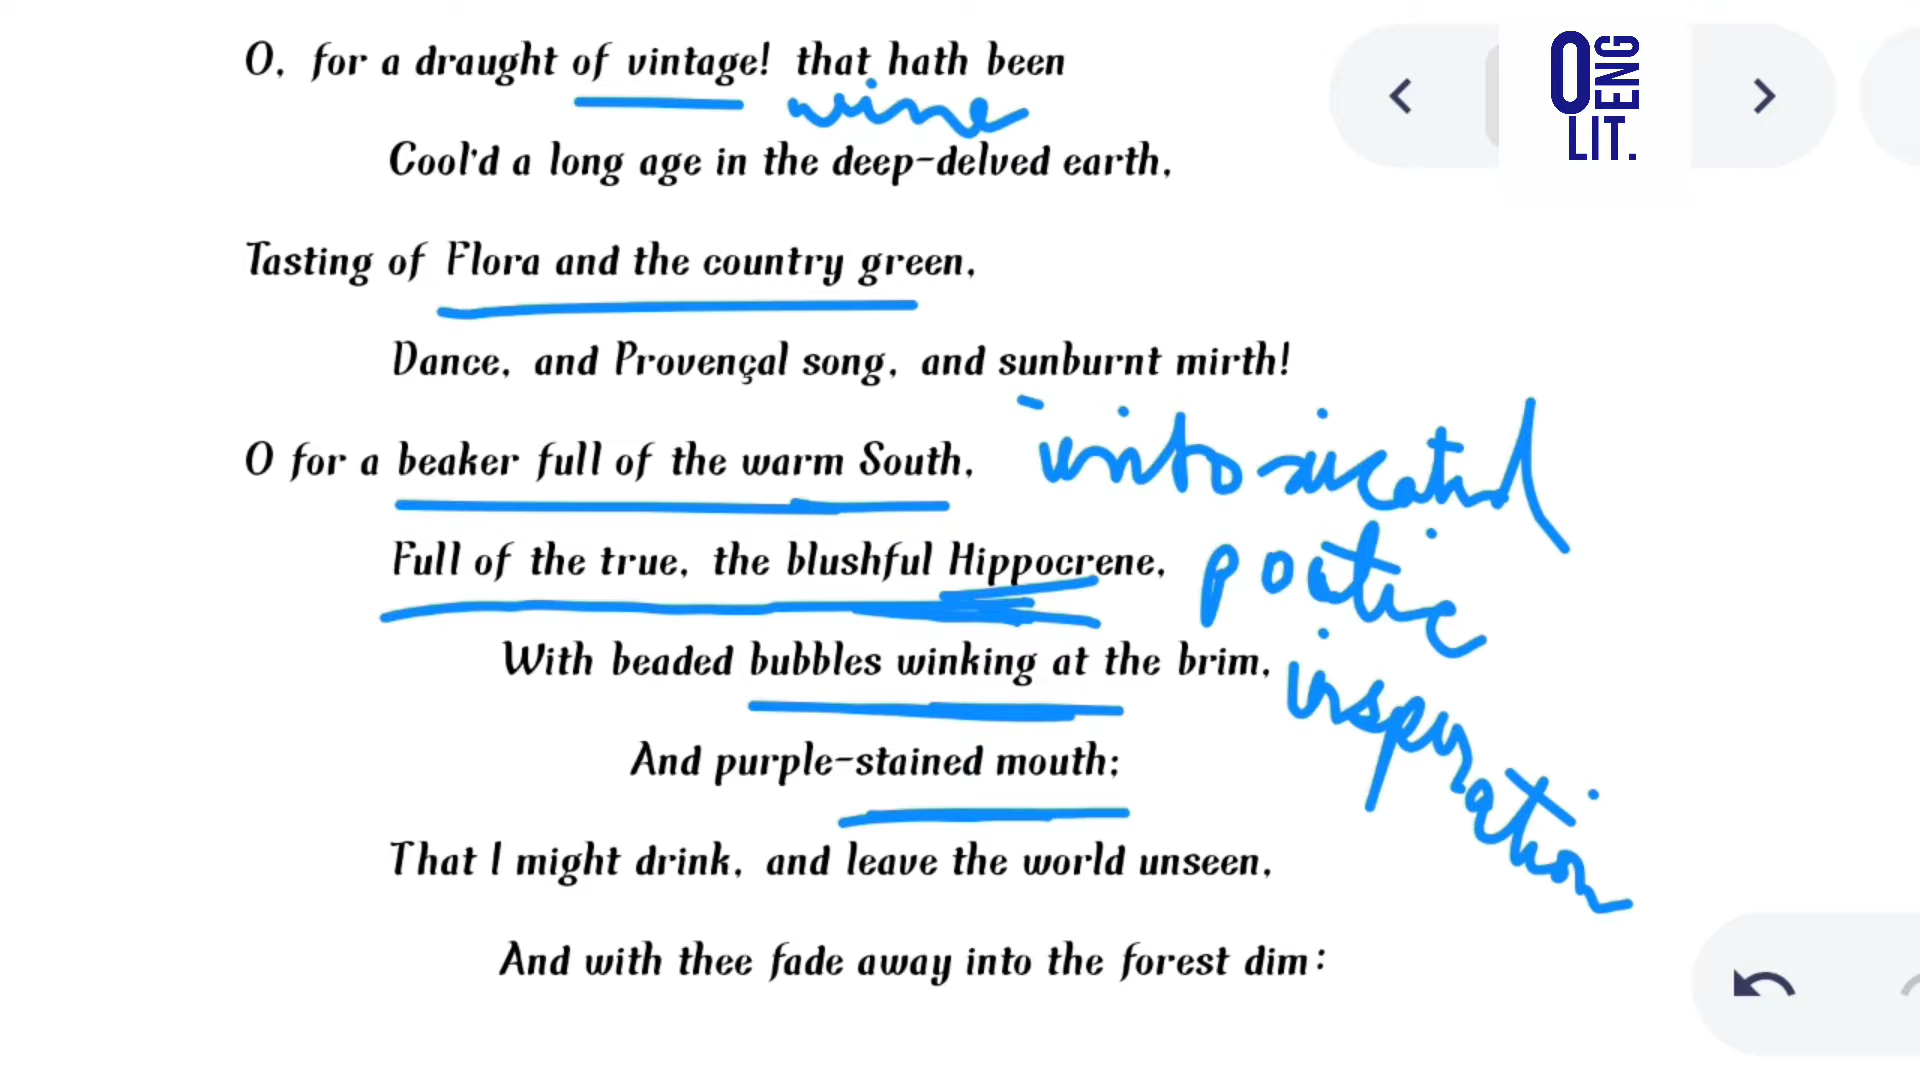 O, for a draught of vintage! that hath been
wine
Cool'd a long age in the deep-delved earth,
Tasting of Flora and the country green,
Dance, and Provençal song, and sunburnt mirth!
O for a beaker full of the warm South,
intoxicated
Full of the true, the blushful Hippocrene,
poetic
With beaded bubbles winking at the brim,
inspiration
And purple-stained mouth;
That I might drink, and leave the world unseen,
And with thee fade away into the forest dim:
O ENG
LIT.